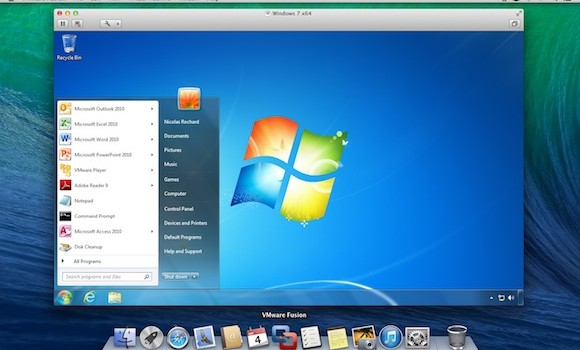 Windows 7 x64
Recycle Bin
Microsoft Outlook 2010
Microsoft Excel 2010
Microsoft Word 2010
Microsoft PowerPoint 2010
VMware Player
Adobe Reader 9
Notepad
Command Prompt
Microsoft Access 2010
Disk Cleanup
All Programs
Search programs and files
Nicolas Rochard
Documents
Pictures
Music
Games
Computer
Control Panel
Devices and Printers
Default Programs
Help and Support
Shut down
VMware Fusion
4